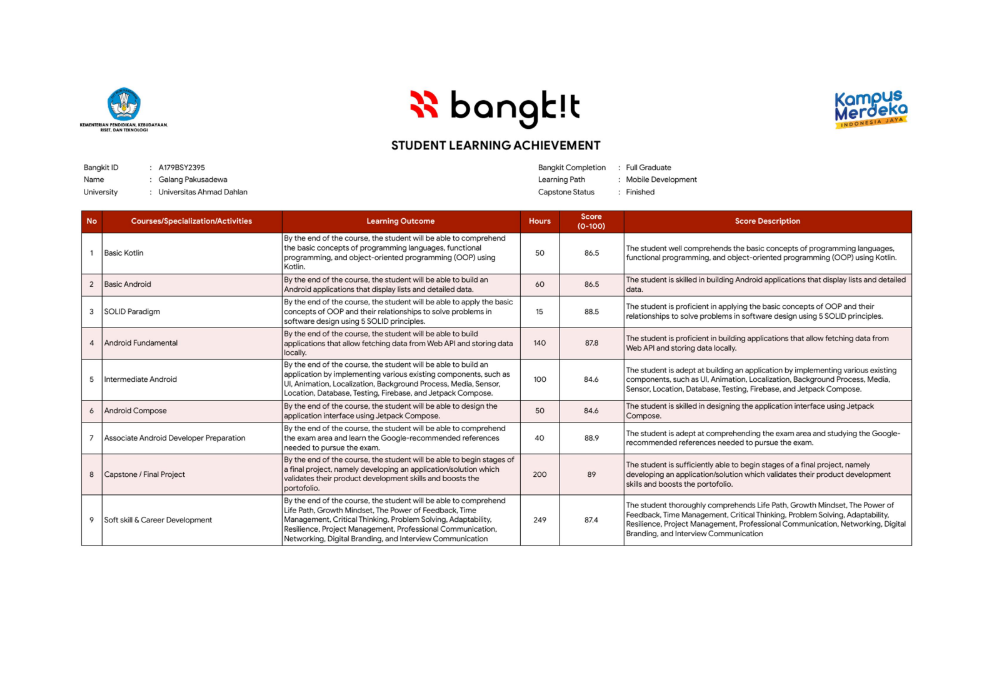 KEMENTERIAN PENDIDIKAN, KEBUDAYAAN,
RISET, DAN TEKNOLOGI
bangk!t
Kampus
Merdeka
INDONESIA JAYA
STUDENT LEARNING ACHIEVEMENT
Bangkit ID : A179BSY2395
Name : Galang Pakusadewa
University : Universitas Ahmad Dahlan
Bangkit Completion : Full Graduate
Learning Path : Mobile Development
Capstone Status : Finished
No Courses/Specialization/Activities Learning Outcome Hours Score (0-100) Score Description
1 Basic Kotlin
By the end of the course, the student will be able to comprehend
the basic concepts of programming languages, functional
programming, and object-oriented programming (OOP) using
Kotlin.
50 86.5
The student well comprehends the basic concepts of programming languages,
functional programming, and object-oriented programming (OOP) using Kotlin.
2 Basic Android
By the end of the course, the student will be able to build an
Android applications that display lists and detailed data.
60 86.5
The student is skilled in building Android applications that display lists and detailed
data.
3 SOLID Paradigm
By the end of the course, the student will be able to apply the basic
concepts of OOP and their relationships to solve problems in
software design using 5 SOLID principles.
15 88.5
The student is proficient in applying the basic concepts of OOP and their
relationships to solve problems in software design using 5 SOLID principles.
4 Android Fundamental
By the end of the course, the student will be able to build
applications that allow fetching data from Web API and storing data
locally.
140 87.8
The student is proficient in building applications that allow fetching data from
Web API and storing data locally.
5 Intermediate Android
By the end of the course, the student will be able to build an
application by implementing various existing components, such as
UI, Animation, Localization, Background Process, Media, Sensor,
Location, Database, Testing, Firebase, and Jetpack Compose.
100 84.6
The student is adept at building an application by implementing various existing
components, such as UI, Animation, Localization, Background Process, Media,
Sensor, Location, Database, Testing, Firebase, and Jetpack Compose.
6 Android Compose
By the end of the course, the student will be able to design the
application interface using Jetpack Compose.
50 84.6
The student is skilled in designing the application interface using Jetpack
Compose.
7 Associate Android Developer Preparation
By the end of the course, the student will be able to comprehend
the exam area and learn the Google-recommended references
needed to pursue the exam.
40 88.9
The student is adept at comprehending the exam area and studying the Google-
recommended references needed to pursue the exam.
8 Capstone / Final Project
By the end of the course, the student will be able to begin stages of
a final project, namely developing an application/solution which
validates their product development skills and boosts the
portofolio.
200 89
The student is sufficiently able to begin stages of a final project, namely
developing an application/solution which validates their product development
skills and boosts the portofolio.
9 Soft skill & Career Development
By the end of the course, the student will be able to comprehend
Life Path, Growth Mindset, The Power of Feedback, Time
Management, Critical Thinking, Problem Solving, Adaptability,
Resilience, Project Management, Professional Communication,
Networking, Digital Branding, and Interview Communication
249 87.4
The student thoroughly comprehends Life Path, Growth Mindset, The Power of
Feedback, Time Management, Critical Thinking, Problem Solving, Adaptability,
Resilience, Project Management, Professional Communication, Networking, Digital
Branding, and Interview Communication